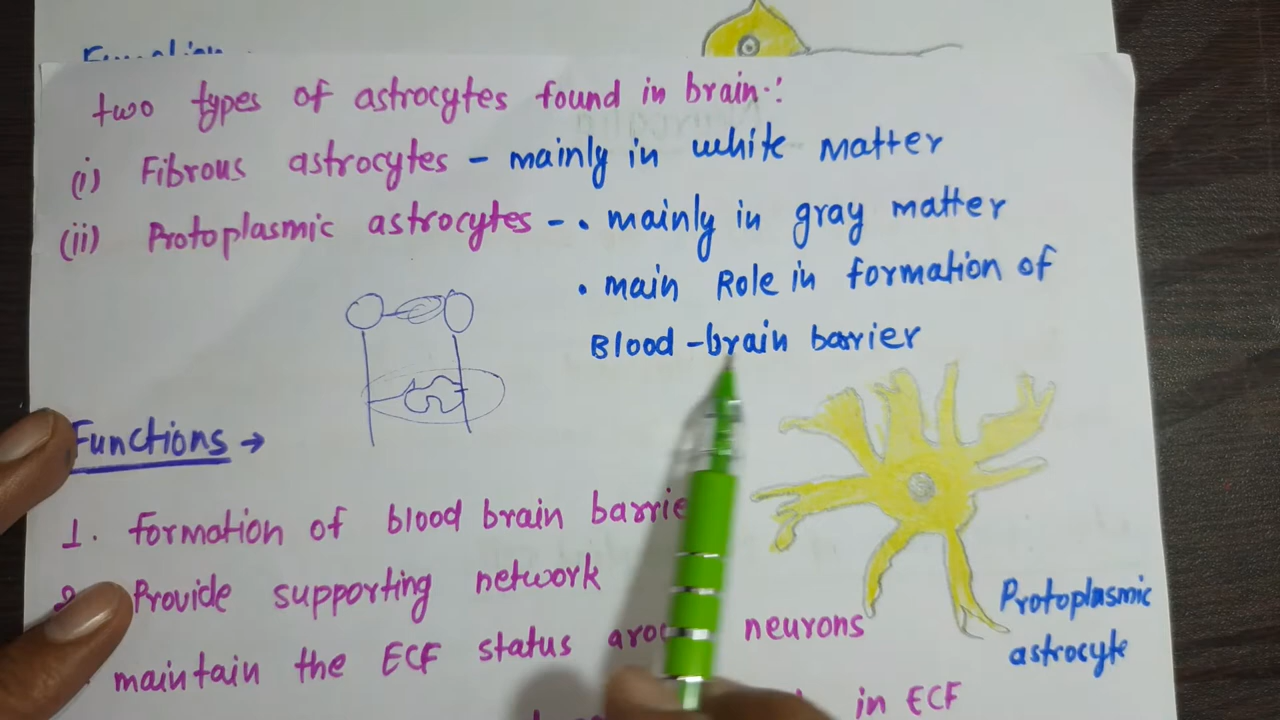 two types of astrocytes found in brain:
(i) Fibrous astrocytes - mainly in white matter
(ii) Protoplasmic astrocytes - • mainly in gray matter
• main Role in formation of
Blood-brain barrier
Functions →
1. Formation of blood brain
Provide supporting network
maintain the ECF status neurons
in ECF
Protoplasmic
astrocyte